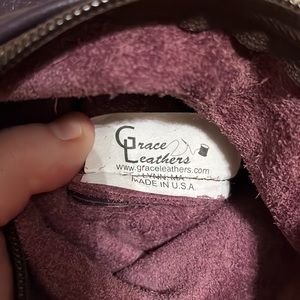 Grace
Leathers
www.graceleathers.com
LYNN, MA
MADE IN U.S.A.